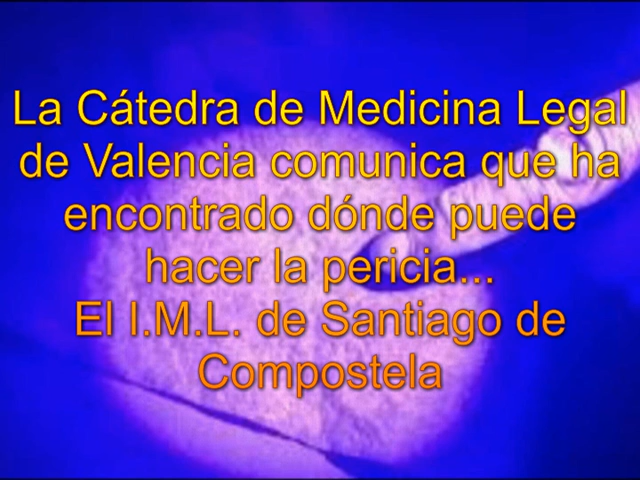 La Cátedra de Medicina Legal
de Valencia comunica que ha
encontrado dónde puede
hacer la pericia...
El I.M.L. de Santiago de
Compostela